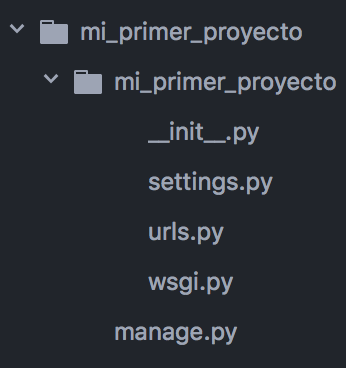 mi_primer_proyecto
mi_primer_proyecto
__init__.py
settings.py
urls.py
wsgi.py
manage.py